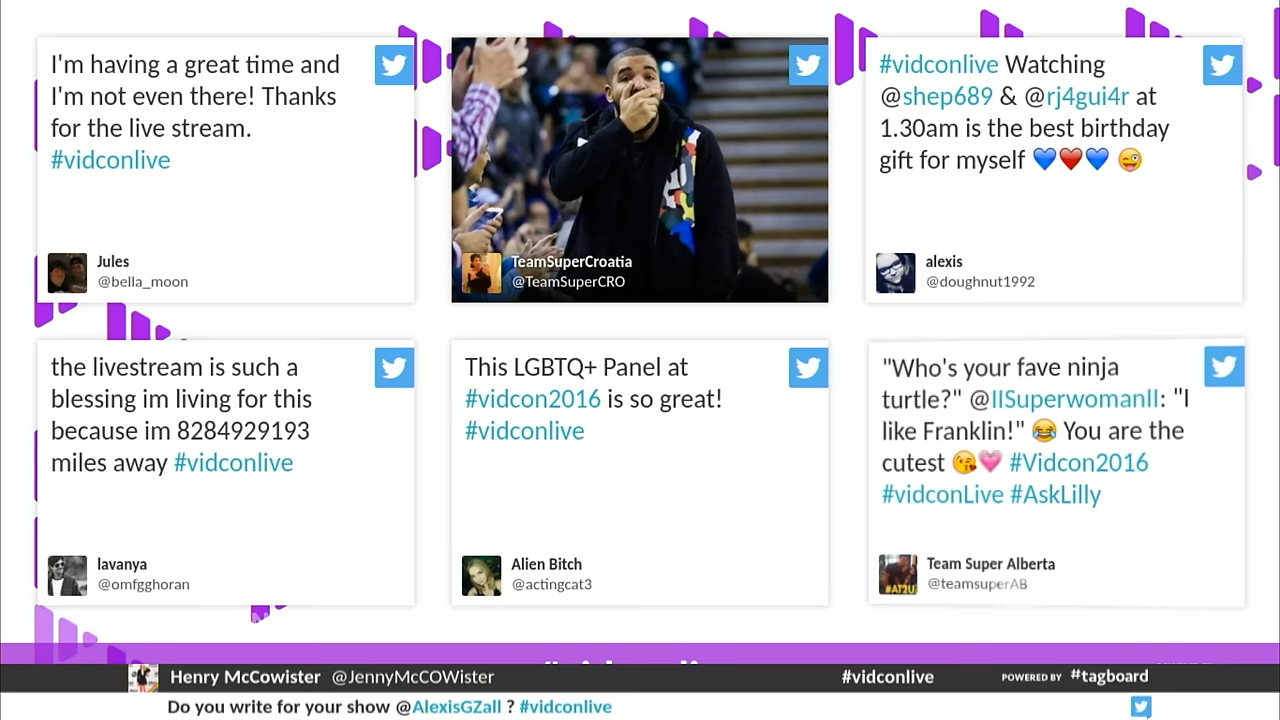 I'm having a great time and
I'm not even there! Thanks
for the live stream.
#vidconlive
Jules
@bella_moon
TeamSuperCroatia
@TeamSuperCRO
#vidconlive Watching
@shep689 & @rj4gui4r at
1.30am is the best birthday
gift for myself 💙❤️💙 😜
alexis
@doughnut1992
the livestream is such a
blessing im living for this
because im 8284929193
miles away #vidconlive
lavanya
@omfgghoran
This LGBTQ+ Panel at
#vidcon2016 is so great!
#vidconlive
Alien Bitch
@actingcat3
"Who's your fave ninja
turtle?" @IISuperwomanII: "I
like Franklin!" 😂 You are the
cutest 😘💗 #Vidcon2016
#vidconLive #AskLilly
#AT2U
Team Super Alberta
@teamsuperAB
Henry McCowister @JennyMcCOWister
#vidconlive
POWERED BY #tagboard
Do you write for your show @AlexisGZall ? #vidconlive